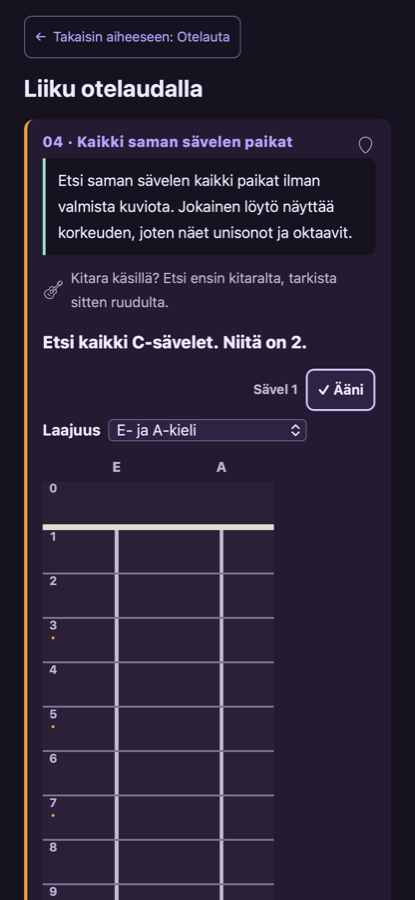 ← Takaisin aiheeseen: Otelauta
Liiku otelaudalla
04 · Kaikki saman sävelen paikat
Etsi saman sävelen kaikki paikat ilman
valmista kuviota. Jokainen löytö näyttää
korkeuden, joten näet unisonot ja oktaavit.
Kitara käsillä? Etsi ensin kitaralta, tarkista
sitten ruudulta.
Etsi kaikki C-sävelet. Niitä on 2.
Sävel 1 ✓ Ääni
Laajuus E- ja A-kieli
E A
0
1
2
3
4
5
6
7
8
9